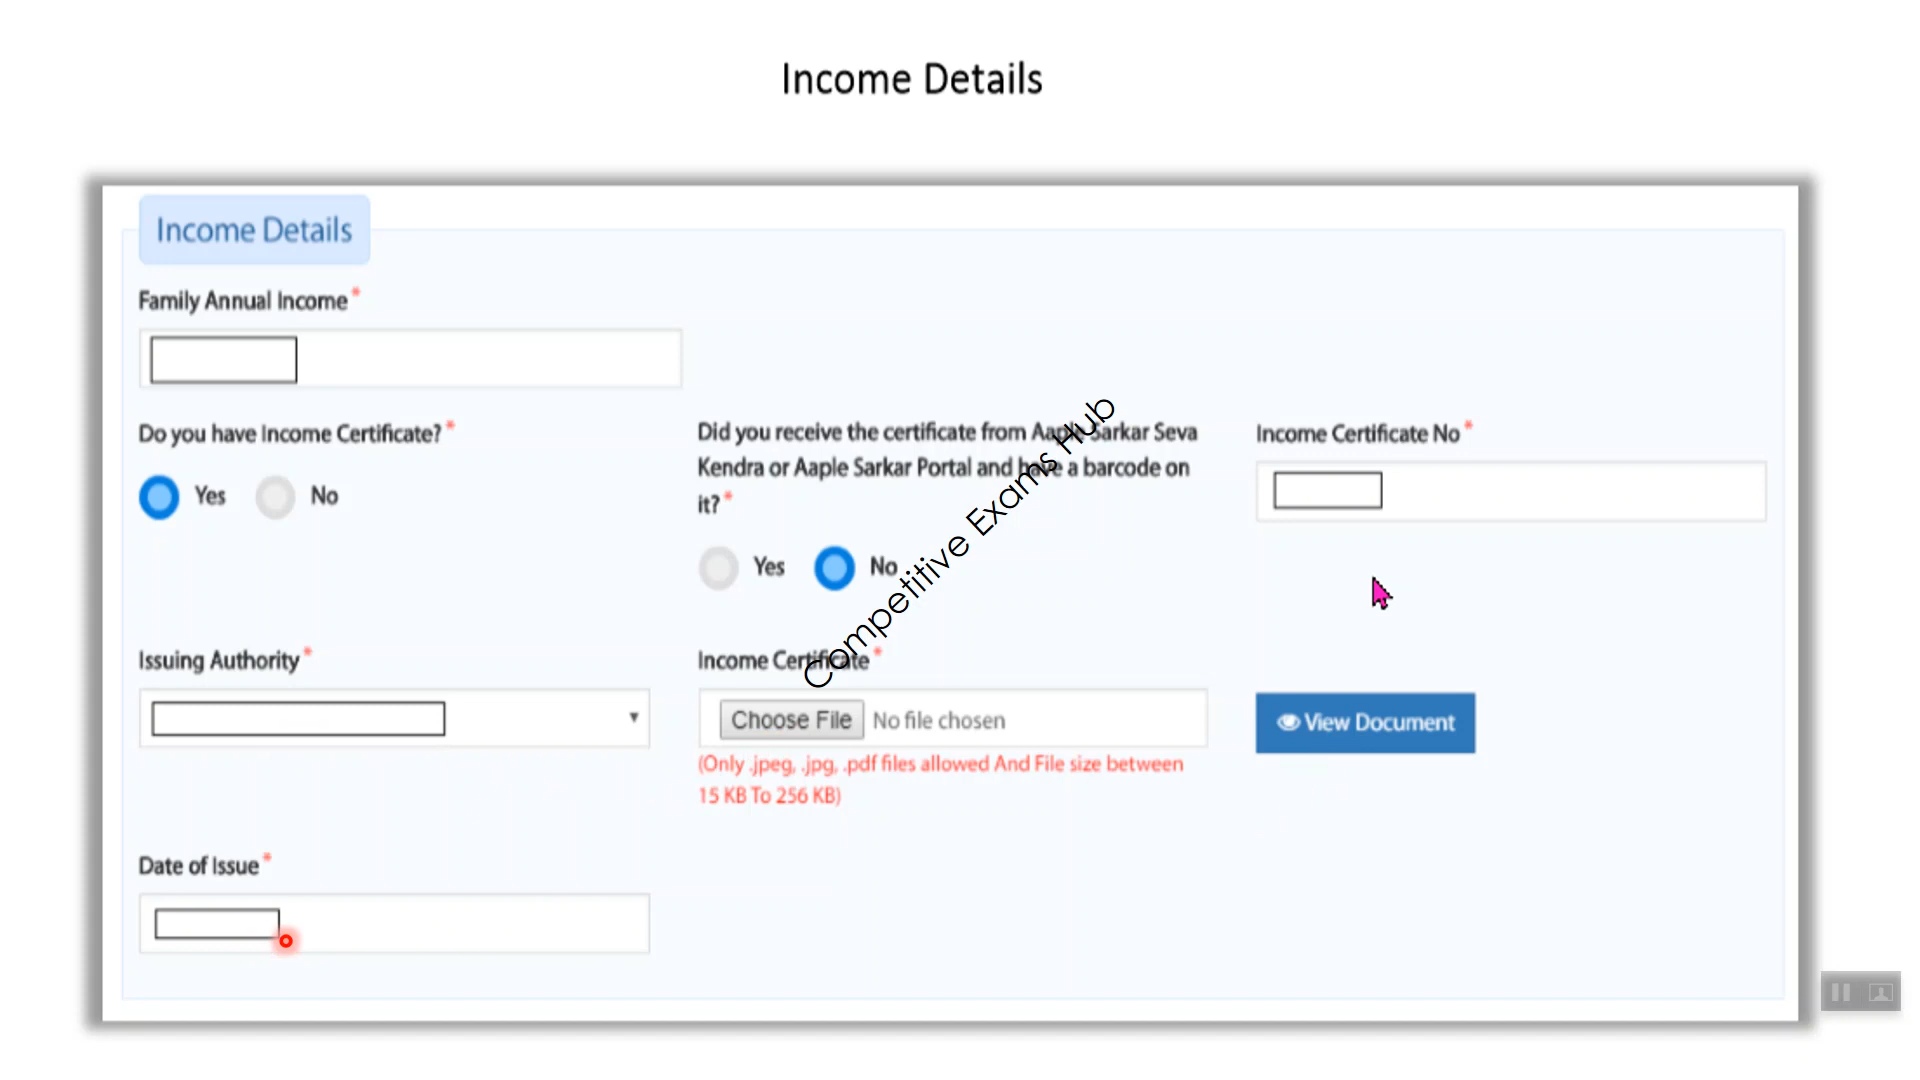 Income Details
Income Details
Family Annual Income *
Do you have Income Certificate? *
Yes No
Did you receive the certificate from Aaple Sarkar Seva
Kendra or Aaple Sarkar Portal and have a barcode on
it? *
Yes No
Income Certificate No *
Competitive Exams Hub
Issuing Authority *
Income Certificate *
Choose File No file chosen
(Only .jpeg, .jpg, .pdf files allowed And File size between
15 KB To 256 KB)
View Document
Date of Issue *